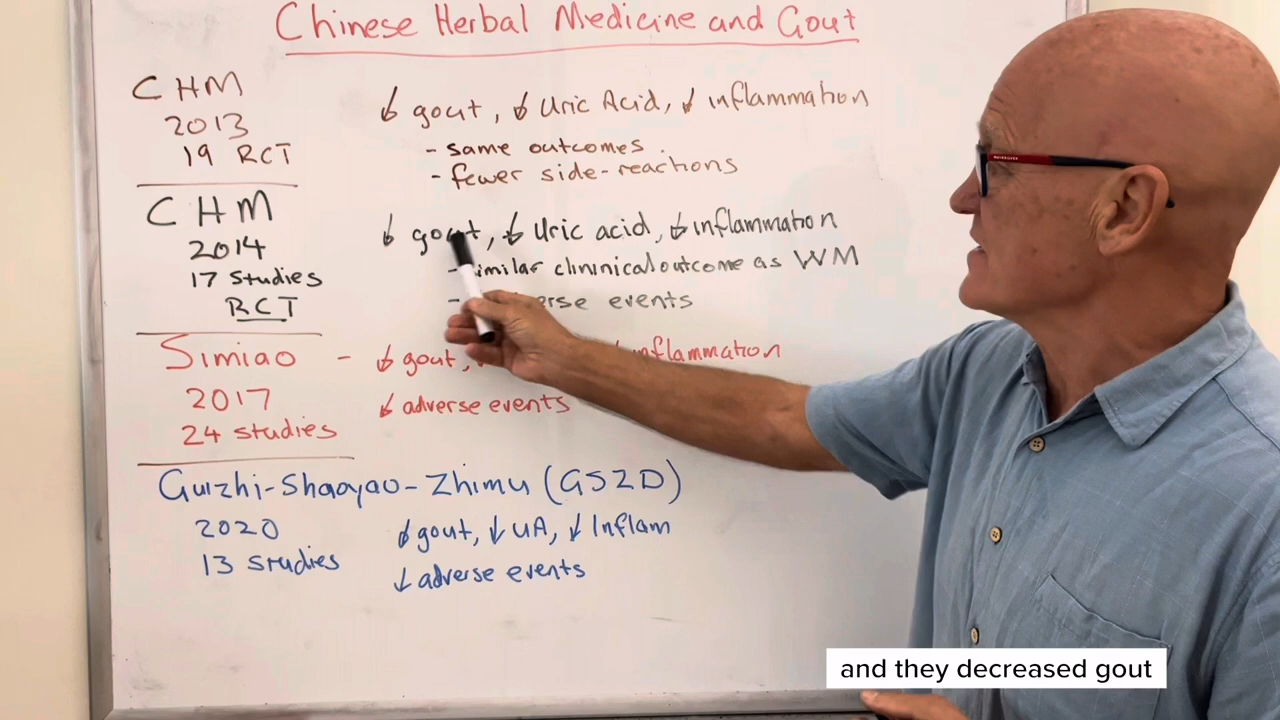 Chinese Herbal Medicine and Gout
CHM
2013
19 RCT
↓ gout, ↓ Uric Acid, ↓ inflammation
- same outcomes.
- fewer side-reactions
CHM
2014
17 Studies
RCT
↓ gout, ↓ Uric acid, ↓ inflammation
- similar clininical outcome as WM
- events
Simiao - ↓ gout, inflammation
2017
24 studies
↓ adverse events
Guizhi-Shaoyao-Zhimu (GSZD)
2020
13 studies
↓ gout, ↓ UA, ↓ Inflam
↓ adverse events
and they decreased gout